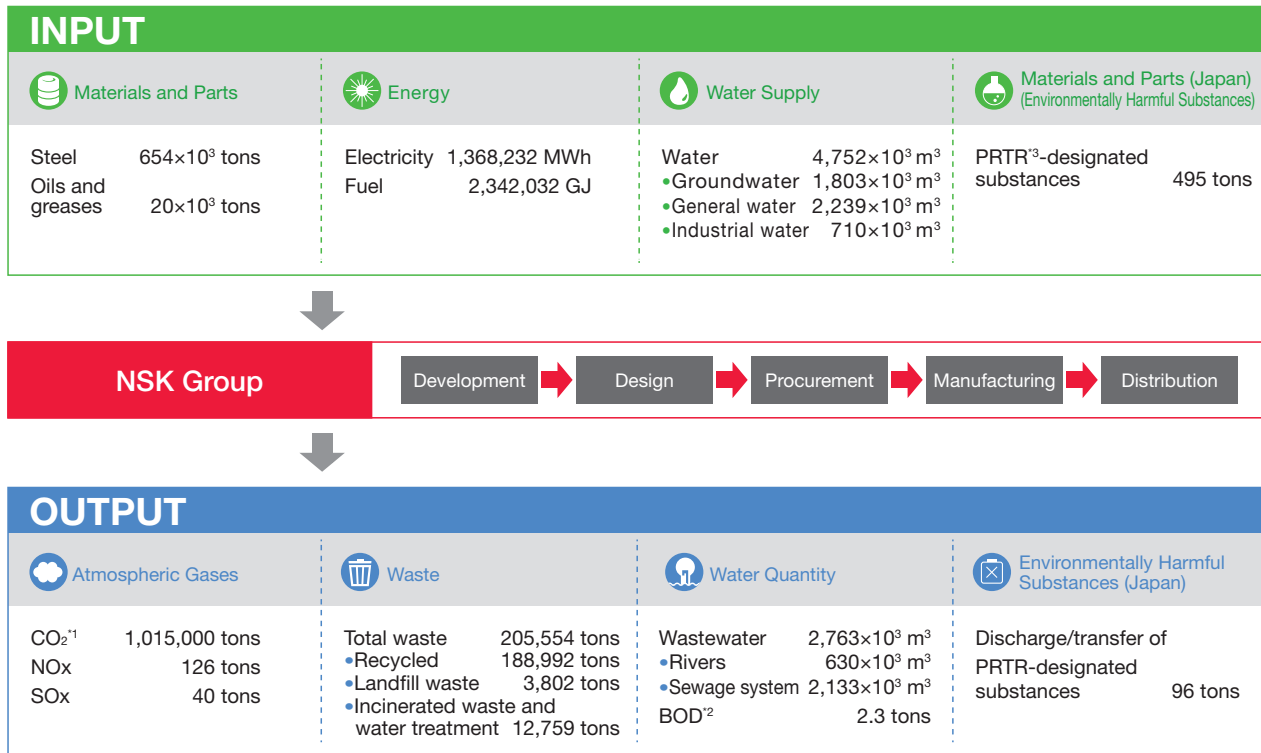 INPUT
Materials and Parts
Steel 654×10³ tons
Oils and
greases 20×10³ tons
Energy
Electricity 1,368,232 MWh
Fuel 2,342,032 GJ
Water Supply
Water 4,752×10³ m³
•Groundwater 1,803×10³ m³
•General water 2,239×10³ m³
•Industrial water 710×10³ m³
Materials and Parts (Japan)
(Environmentally Harmful Substances)
PRTR*³-designated
substances 495 tons
NSK Group
Development
Design
Procurement
Manufacturing
Distribution
OUTPUT
Atmospheric Gases
CO₂*¹ 1,015,000 tons
NOx 126 tons
SOx 40 tons
Waste
Total waste 205,554 tons
•Recycled 188,992 tons
•Landfill waste 3,802 tons
•Incinerated waste and
water treatment 12,759 tons
Water Quantity
Wastewater 2,763×10³ m³
•Rivers 630×10³ m³
•Sewage system 2,133×10³ m³
BOD*² 2.3 tons
Environmentally Harmful
Substances (Japan)
Discharge/transfer of
PRTR-designated
substances 96 tons